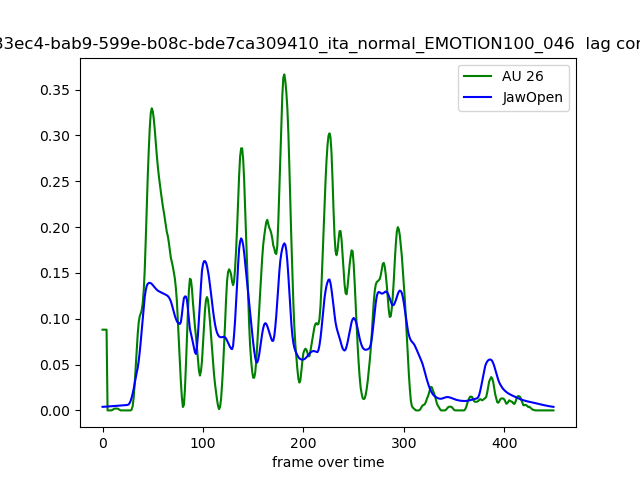 33ec4-bab9-599e-b08c-bde7ca309410_ita_normal_EMOTION100_046 lag cor
AU 26
JawOpen
0.35
0.30
0.25
0.20
0.15
0.10
0.05
0.00
0 100 200 300 400
frame over time